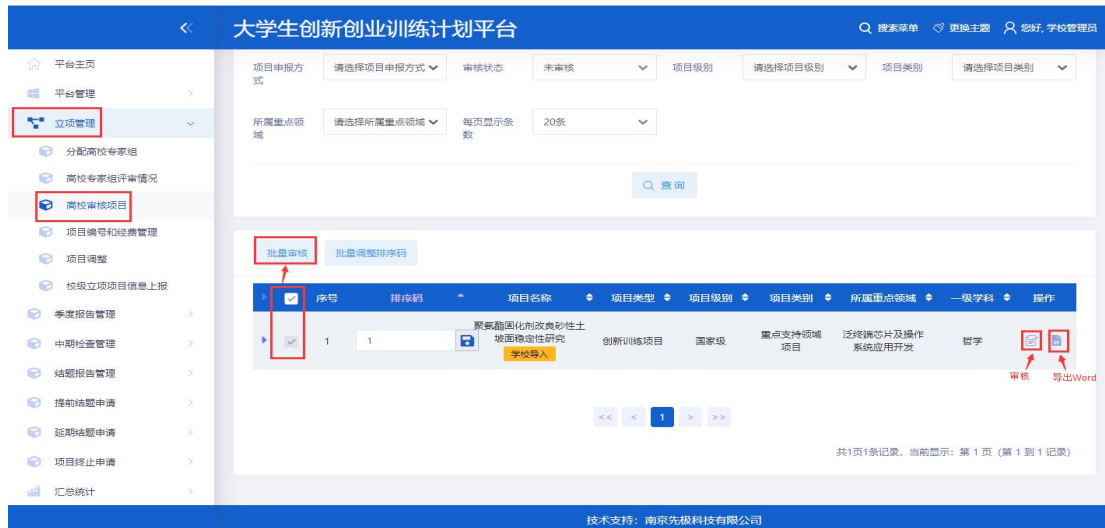 大学生创新创业训练计划平台
搜索菜单
更换主题
您好, 学校管理员
平台主页
平台管理
立项管理
分配高校专家组
高校专家组评审情况
高校审核项目
项目编号和经费管理
项目调整
校级立项项目信息上报
季度报告管理
中期检查管理
结题报告管理
提前结题申请
延期结题申请
项目终止申请
汇总统计
项目申报方
式
请选择项目申报方式
审核状态
未审核
项目级别
请选择项目级别
项目类别
请选择项目类别
所属重点领
域
请选择所属重点领域
每页显示条
数
20条
查询
批量审核
批量调整排序码
序号
排序码
项目名称
项目类型
项目级别
项目类别
所属重点领域
一级学科
操作
1
1
聚氨酯固化剂改良砂性土
坡面稳定性研究
学校导入
创新训练项目
国家级
重点支持领域
项目
泛终端芯片及操作
系统应用开发
哲学
审核
导出Word
<< < 1 > >>
共1页1条记录, 当前显示: 第 1 页 (第 1 到 1 记录)
技术支持: 南京先极科技有限公司